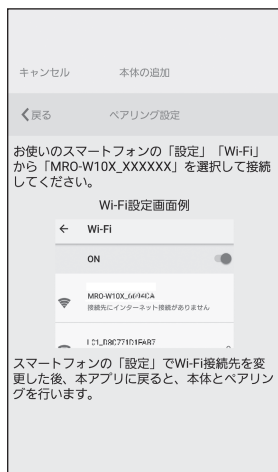 キャンセル 本体の追加
戻る ペアリング設定
お使いのスマートフォンの「設定」「Wi-Fi」
から「MRO-W10X_XXXXXX」を選択して接続
してください。
Wi-Fi設定画面例
Wi-Fi
ON
接続先にインターネット接続がありません
スマートフォンの「設定」でWi-Fi接続先を変
更した後、本アプリに戻ると、本体とペアリン
グを行います。